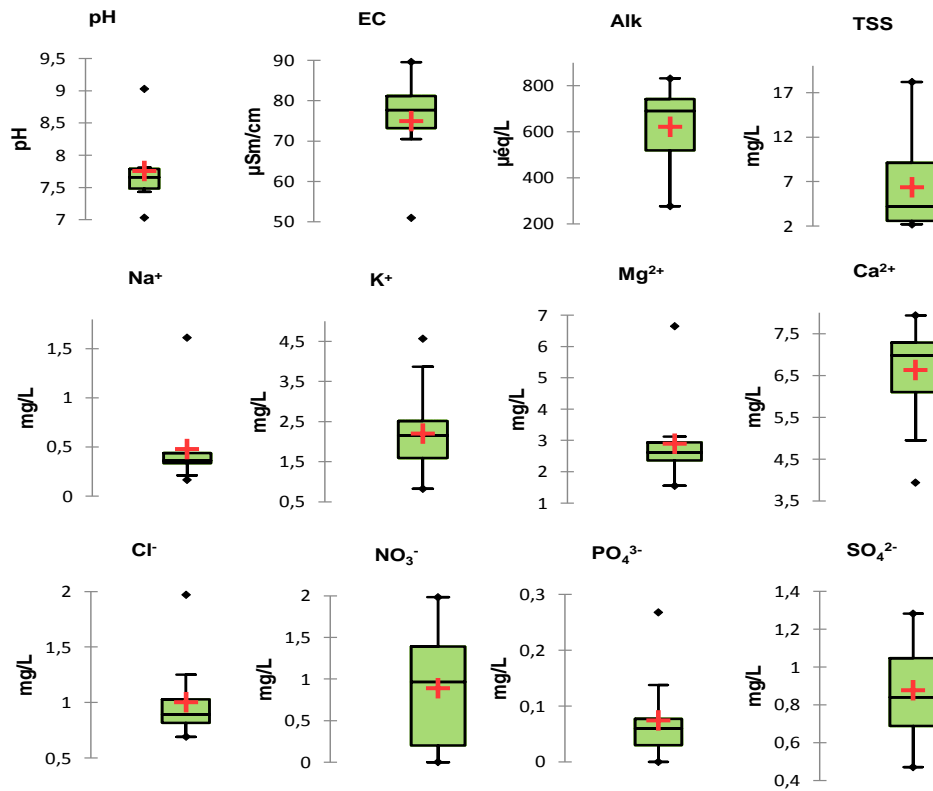 pH
9,5
9
8,5
8
7,5
7
pH
EC
90
80
70
60
50
µSm/cm
Alk
800
600
400
200
µéq/L
TSS
17
12
7
2
mg/L
Na⁺
1,5
1
0,5
0
mg/L
K⁺
4,5
3,5
2,5
1,5
0,5
mg/L
Mg²⁺
7
6
5
4
3
2
1
mg/L
Ca²⁺
7,5
6,5
5,5
4,5
3,5
mg/L
Cl⁻
2
1,5
1
0,5
mg/L
NO₃⁻
2
1,5
1
0,5
0
mg/L
PO₄³⁻
0,3
0,2
0,1
0
mg/L
SO₄²⁻
1,4
1,2
1
0,8
0,6
0,4
mg/L